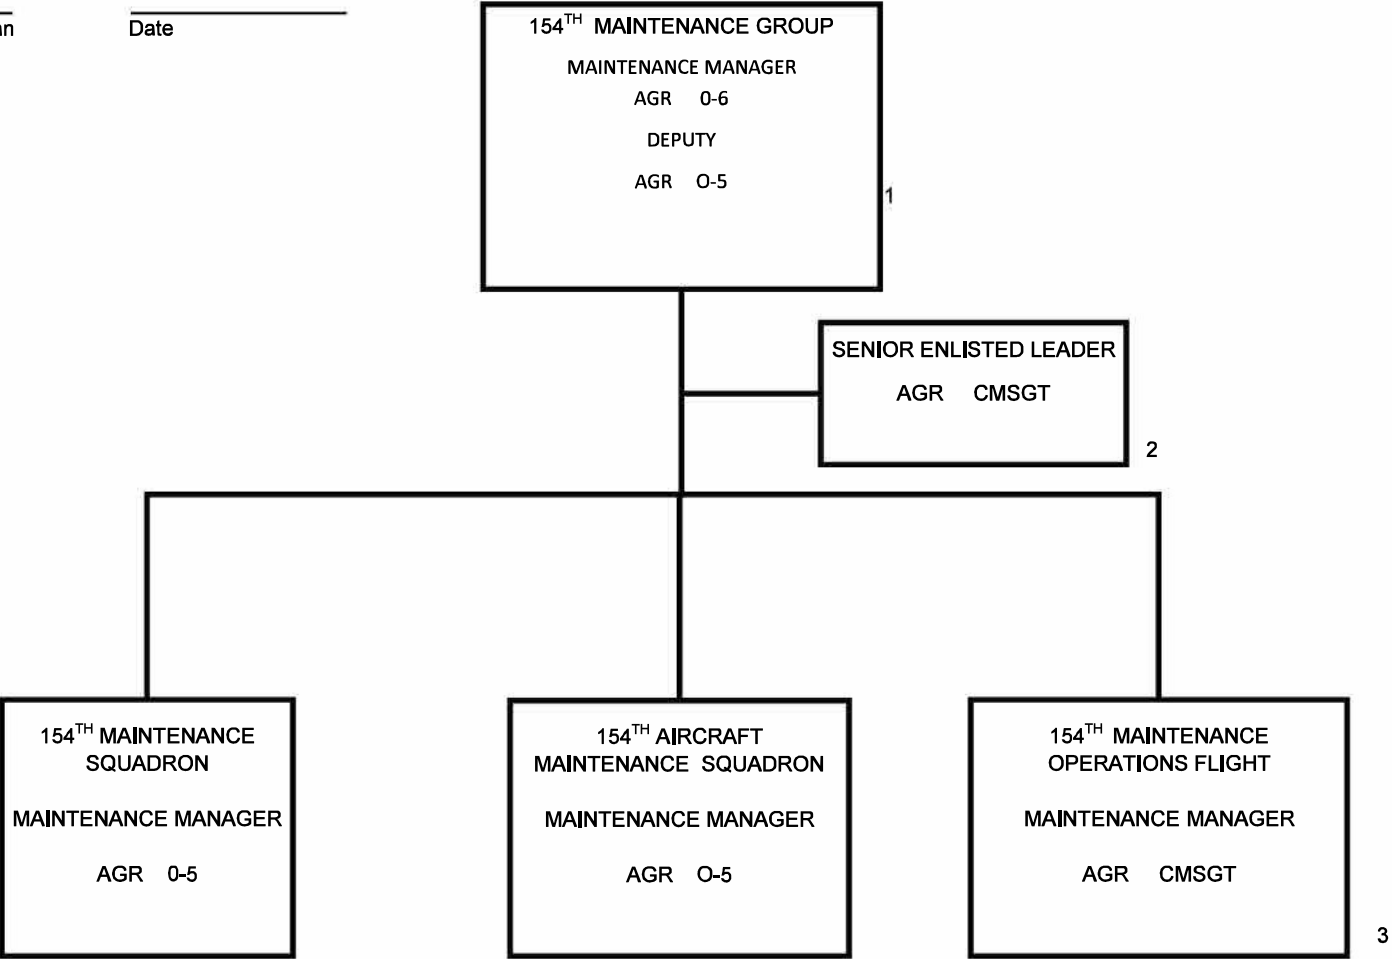 Date
154TH MAINTENANCE GROUP
MAINTENANCE MANAGER
AGR 0-6
DEPUTY
AGR O-5
1
SENIOR ENLISTED LEADER
AGR CMSGT
2
154TH MAINTENANCE
SQUADRON
MAINTENANCE MANAGER
AGR 0-5
154TH AIRCRAFT
MAINTENANCE SQUADRON
MAINTENANCE MANAGER
AGR O-5
154TH MAINTENANCE
OPERATIONS FLIGHT
MAINTENANCE MANAGER
AGR CMSGT
3